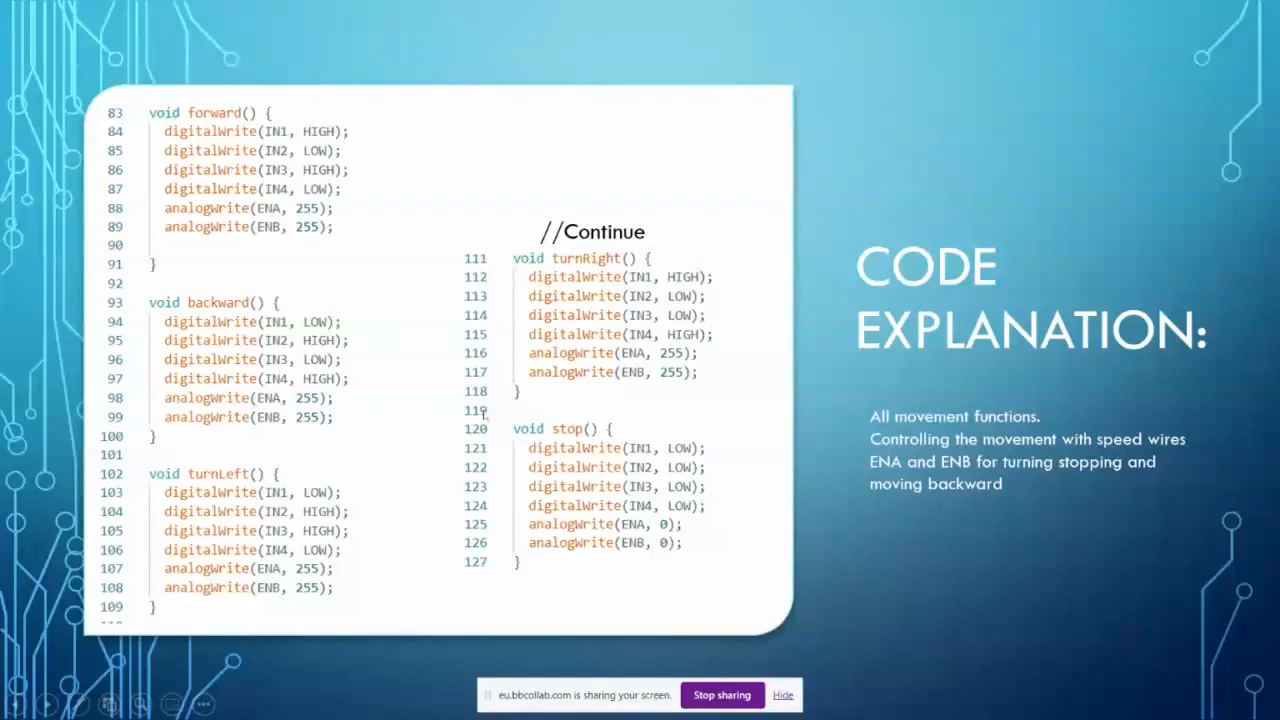 83 void forward() {
84 digitalWrite(IN1, HIGH);
85 digitalWrite(IN2, LOW);
86 digitalWrite(IN3, HIGH);
87 digitalWrite(IN4, LOW);
88 analogWrite(ENA, 255);
89 analogWrite(ENB, 255);
90
91 }
92
93 void backward() {
94 digitalWrite(IN1, LOW);
95 digitalWrite(IN2, HIGH);
96 digitalWrite(IN3, LOW);
97 digitalWrite(IN4, HIGH);
98 analogWrite(ENA, 255);
99 analogWrite(ENB, 255);
100 }
101
102 void turnLeft() {
103 digitalWrite(IN1, LOW);
104 digitalWrite(IN2, HIGH);
105 digitalWrite(IN3, HIGH);
106 digitalWrite(IN4, LOW);
107 analogWrite(ENA, 255);
108 analogWrite(ENB, 255);
109 }
//Continue
111 void turnRight() {
112 digitalWrite(IN1, HIGH);
113 digitalWrite(IN2, LOW);
114 digitalWrite(IN3, LOW);
115 digitalWrite(IN4, HIGH);
116 analogWrite(ENA, 255);
117 analogWrite(ENB, 255);
118 }
119
120 void stop() {
121 digitalWrite(IN1, LOW);
122 digitalWrite(IN2, LOW);
123 digitalWrite(IN3, LOW);
124 digitalWrite(IN4, LOW);
125 analogWrite(ENA, 0);
126 analogWrite(ENB, 0);
127 }
CODE
EXPLANATION:
All movement functions.
Controlling the movement with speed wires
ENA and ENB for turning stopping and
moving backward
eu.bbcollab.com is sharing your screen. Stop sharing Hide